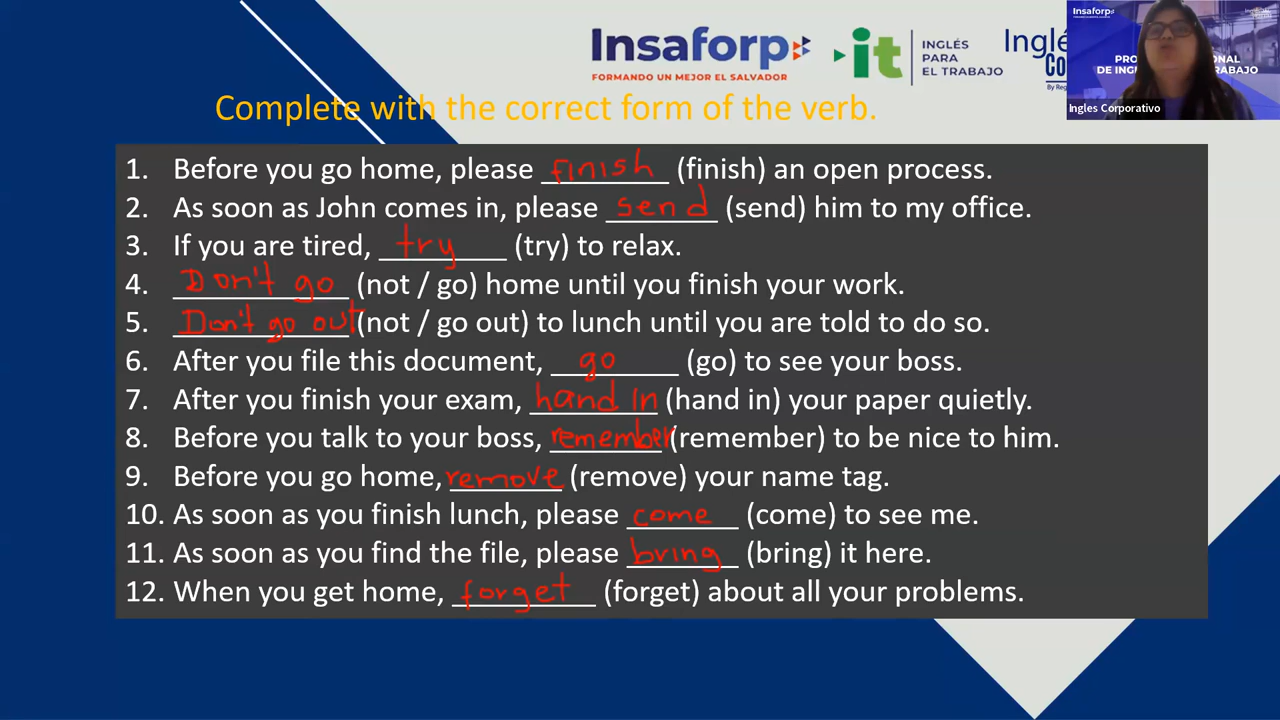 Insaforp
FORMANDO UN MEJOR EL SALVADOR
it
INGLÉS
PARA
EL TRABAJO
Insaforp
Ingles Corporativo
Complete with the correct form of the verb.
1. Before you go home, please finish (finish) an open process.
2. As soon as John comes in, please send (send) him to my office.
3. If you are tired, try (try) to relax.
4. Don't go (not / go) home until you finish your work.
5. Don't go out (not / go out) to lunch until you are told to do so.
6. After you file this document, go (go) to see your boss.
7. After you finish your exam, hand in (hand in) your paper quietly.
8. Before you talk to your boss, remember (remember) to be nice to him.
9. Before you go home, remove (remove) your name tag.
10. As soon as you finish lunch, please come (come) to see me.
11. As soon as you find the file, please bring (bring) it here.
12. When you get home, forget (forget) about all your problems.